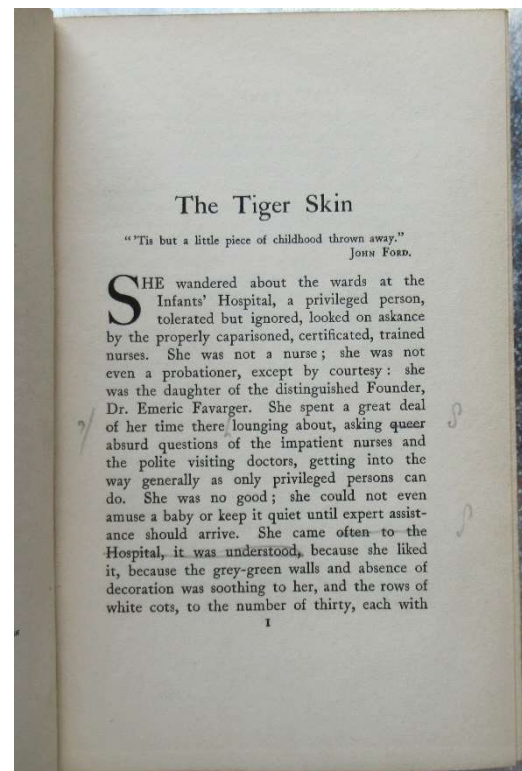 The Tiger Skin
“ ’Tis but a little piece of childhood thrown away.”
JOHN FORD.
SHE wandered about the wards at the
Infants’ Hospital, a privileged person,
tolerated but ignored, looked on askance
by the properly caparisoned, certificated, trained
nurses. She was not a nurse ; she was not
even a probationer, except by courtesy : she
was the daughter of the distinguished Founder,
Dr. Emeric Favarger. She spent a great deal
of her time there lounging about, asking queer
absurd questions of the impatient nurses and
the polite visiting doctors, getting into the
way generally as only privileged persons can
do. She was no good ; she could not even
amuse a baby or keep it quiet until expert assist-
ance should arrive. She came often to the
Hospital, it was understood, because she liked
it, because the grey-green walls and absence of
decoration was soothing to her, and the rows of
white cots, to the number of thirty, each with
I